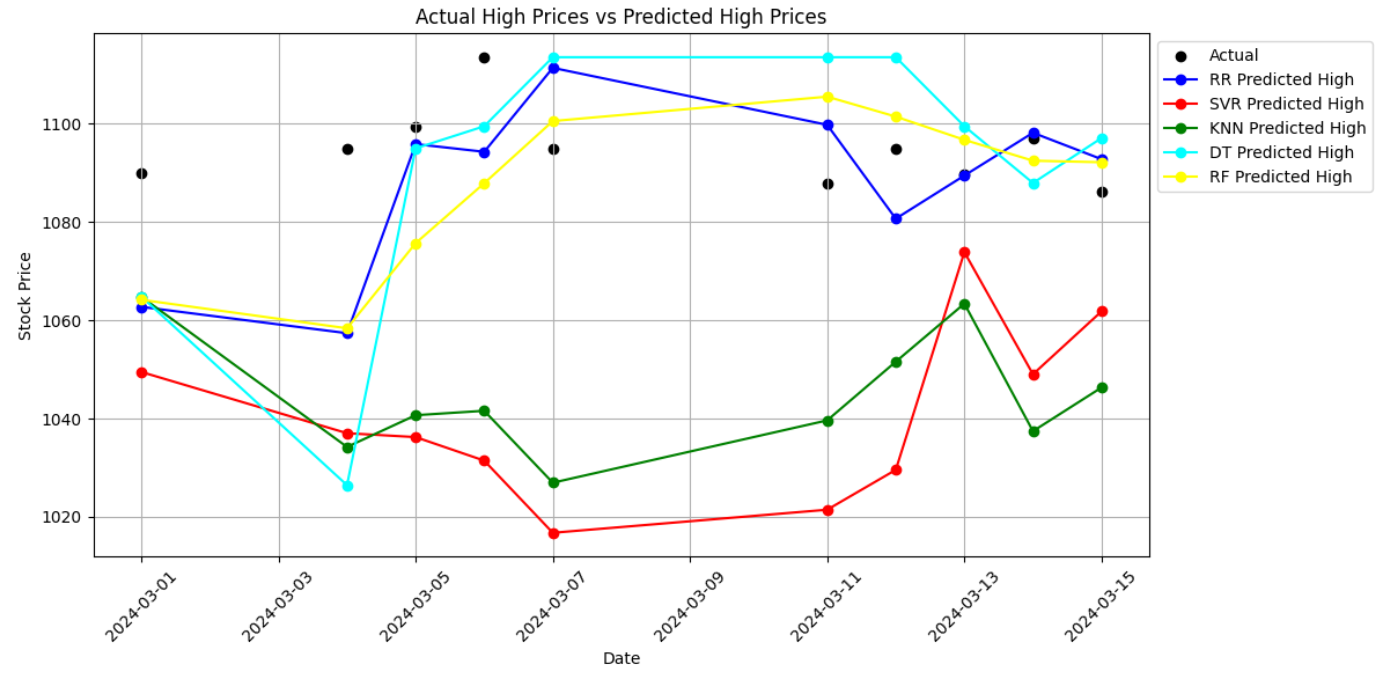 Actual High Prices vs Predicted High Prices
Stock Price
1100
1080
1060
1040
1020
2024-03-01
2024-03-03
2024-03-05
2024-03-07
2024-03-09
2024-03-11
2024-03-13
2024-03-15
Date
Actual
RR Predicted High
SVR Predicted High
KNN Predicted High
DT Predicted High
RF Predicted High